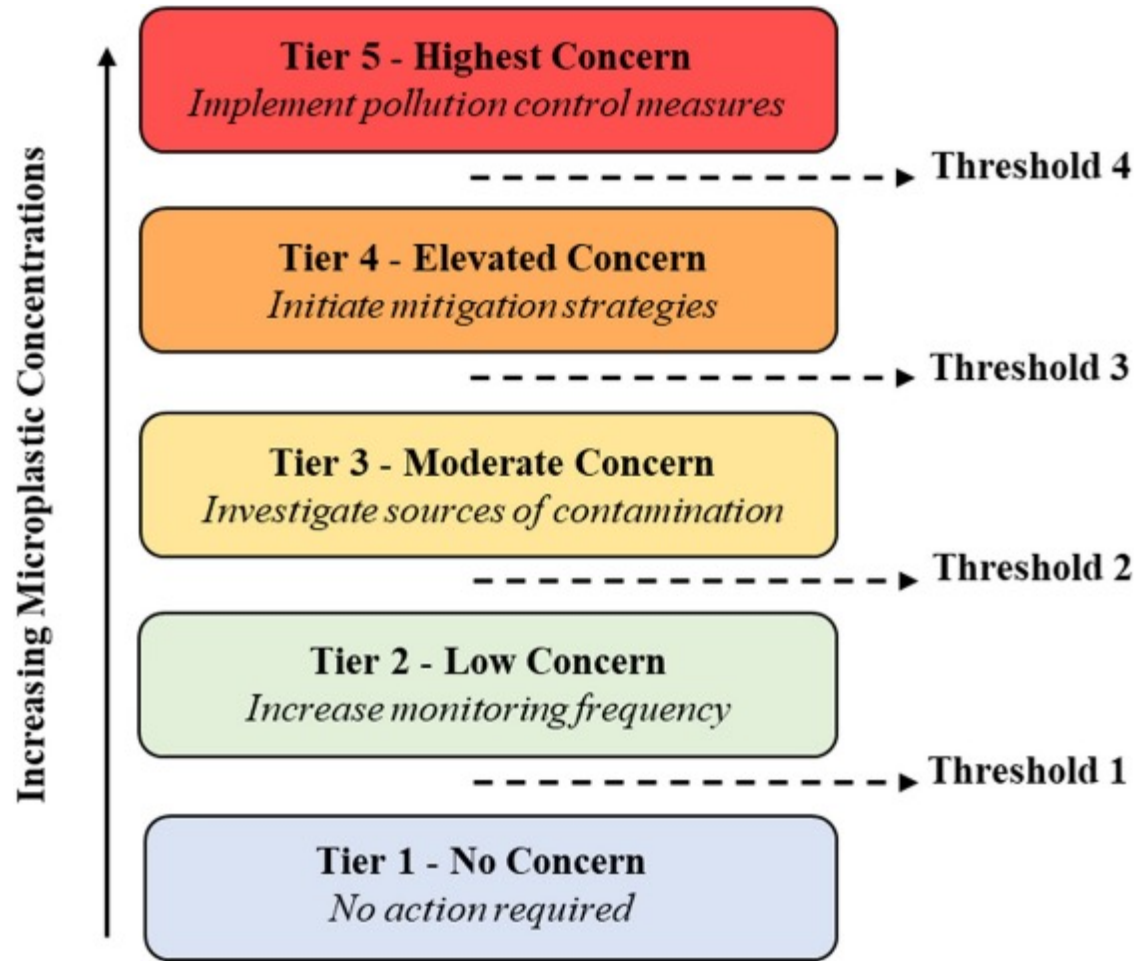 Increasing Microplastic Concentrations
Tier 5 - Highest Concern
Implement pollution control measures
Threshold 4
Tier 4 - Elevated Concern
Initiate mitigation strategies
Threshold 3
Tier 3 - Moderate Concern
Investigate sources of contamination
Threshold 2
Tier 2 - Low Concern
Increase monitoring frequency
Threshold 1
Tier 1 - No Concern
No action required